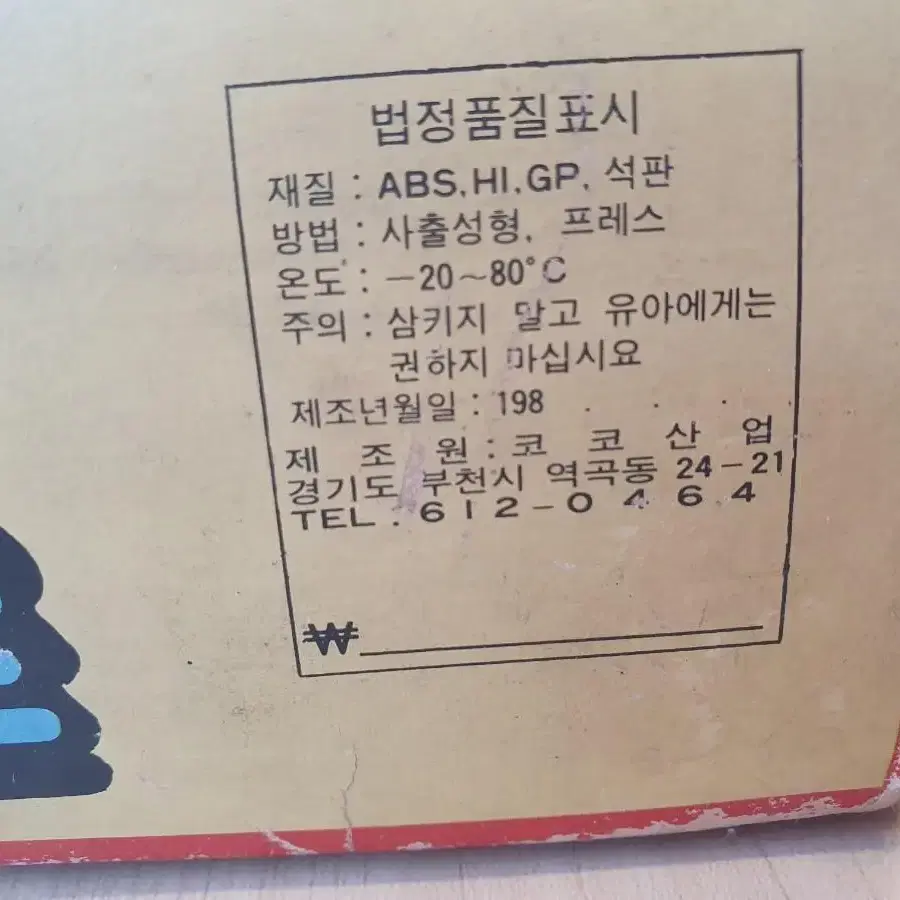 법정품질표시
재질 : ABS, HI, GP, 석판
방법 : 사출성형, 프레스
온도 : -20~80°C
주의 : 삼키지 말고 유아에게는
권하지 마십시요
제조년월일 : 198 . . .
제 조 원 : 코 코 산 업
경기도 부천시 역곡동 24-21
TEL : 612-0464
₩